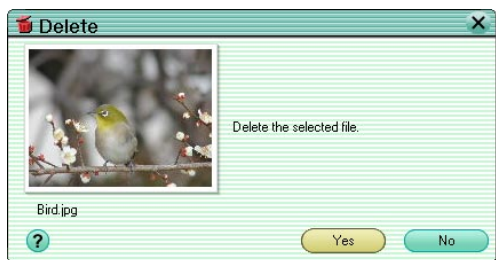 Delete
Delete the selected file.
Bird.jpg
?
Yes
No